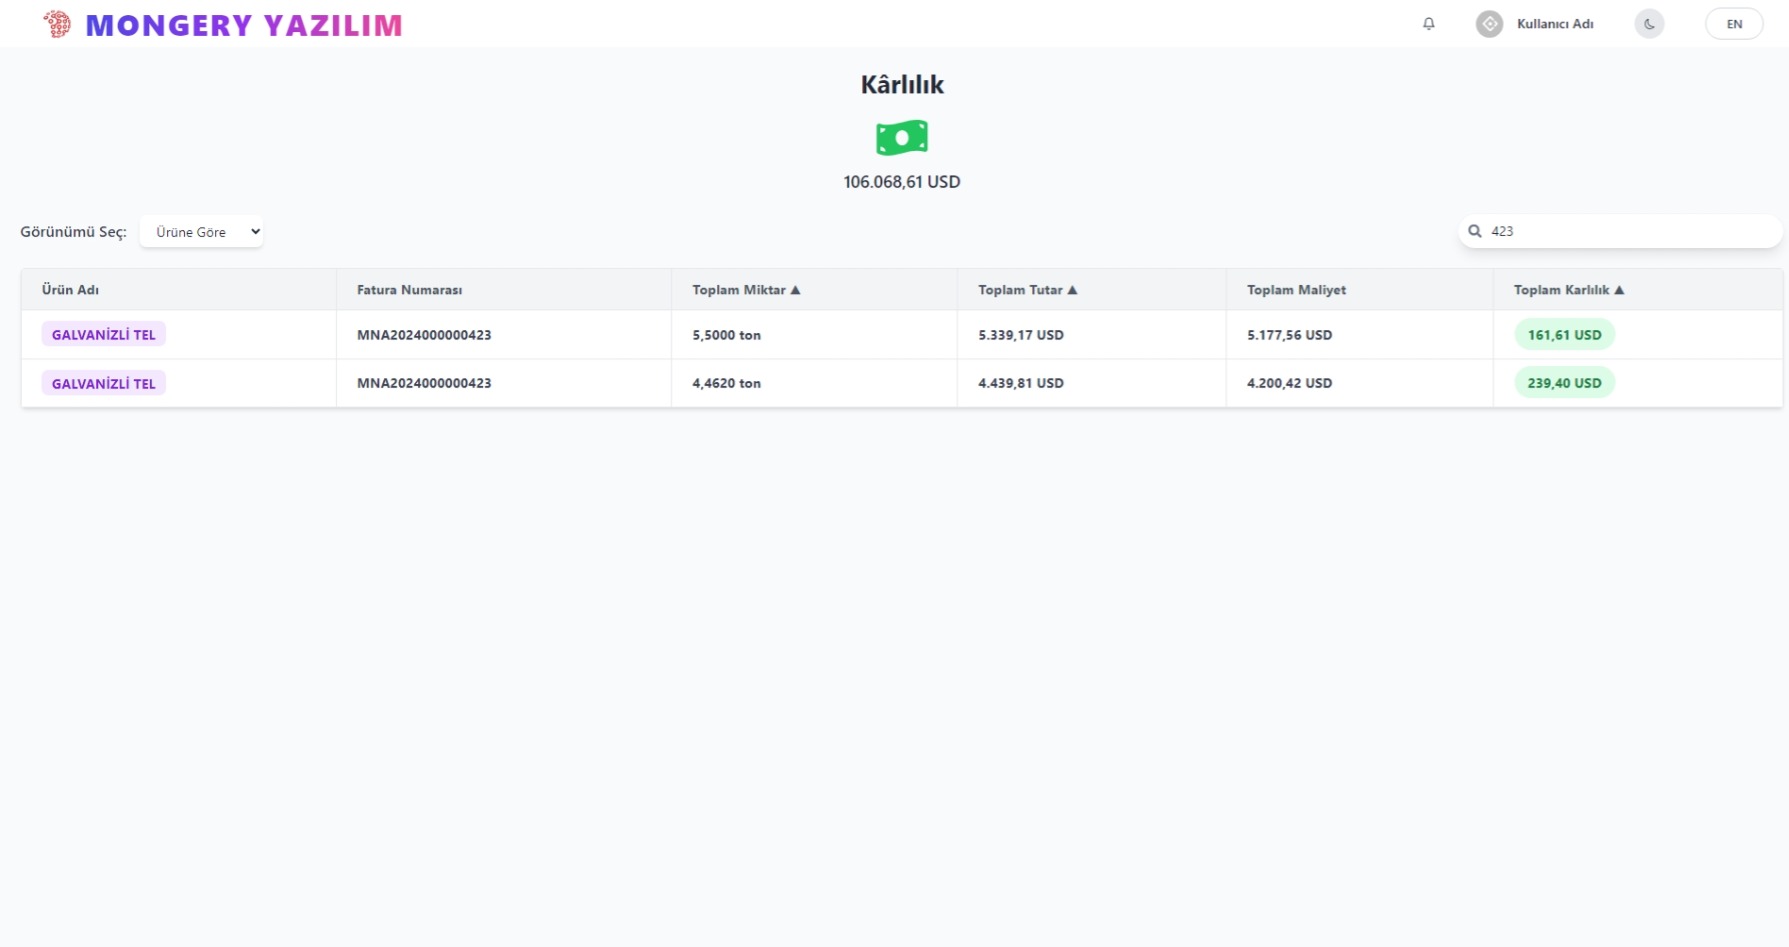 MONGERY YAZILIM
Kullanıcı Adı
EN
Kârlılık
106.068,61 USD
Görünümü Seç: Ürüne Göre
423
Ürün Adı Fatura Numarası Toplam Miktar ▲ Toplam Tutar ▲ Toplam Maliyet Toplam Karlılık ▲
GALVANİZLİ TEL MNA2024000000423 5,5000 ton 5.339,17 USD 5.177,56 USD 161,61 USD
GALVANİZLİ TEL MNA2024000000423 4,4620 ton 4.439,81 USD 4.200,42 USD 239,40 USD